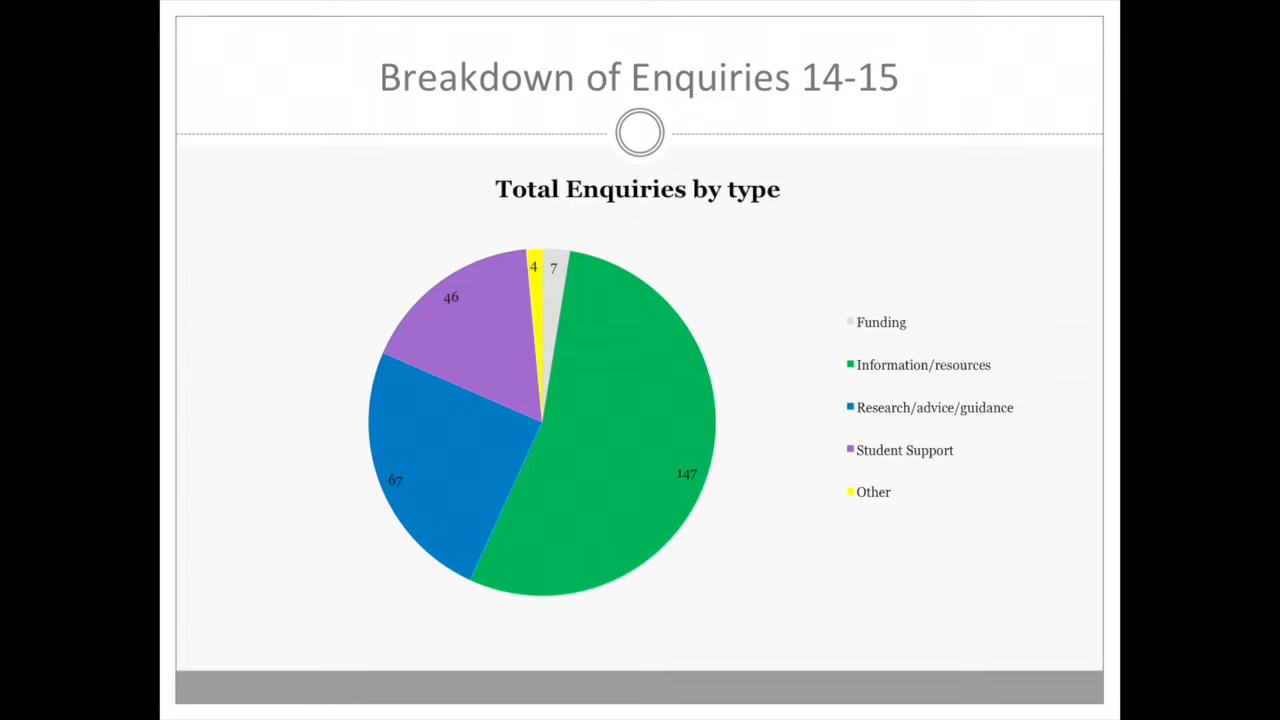 Breakdown of Enquiries 14-15
Total Enquiries by type
4
7
46
147
67
Funding
Information/resources
Research/advice/guidance
Student Support
Other